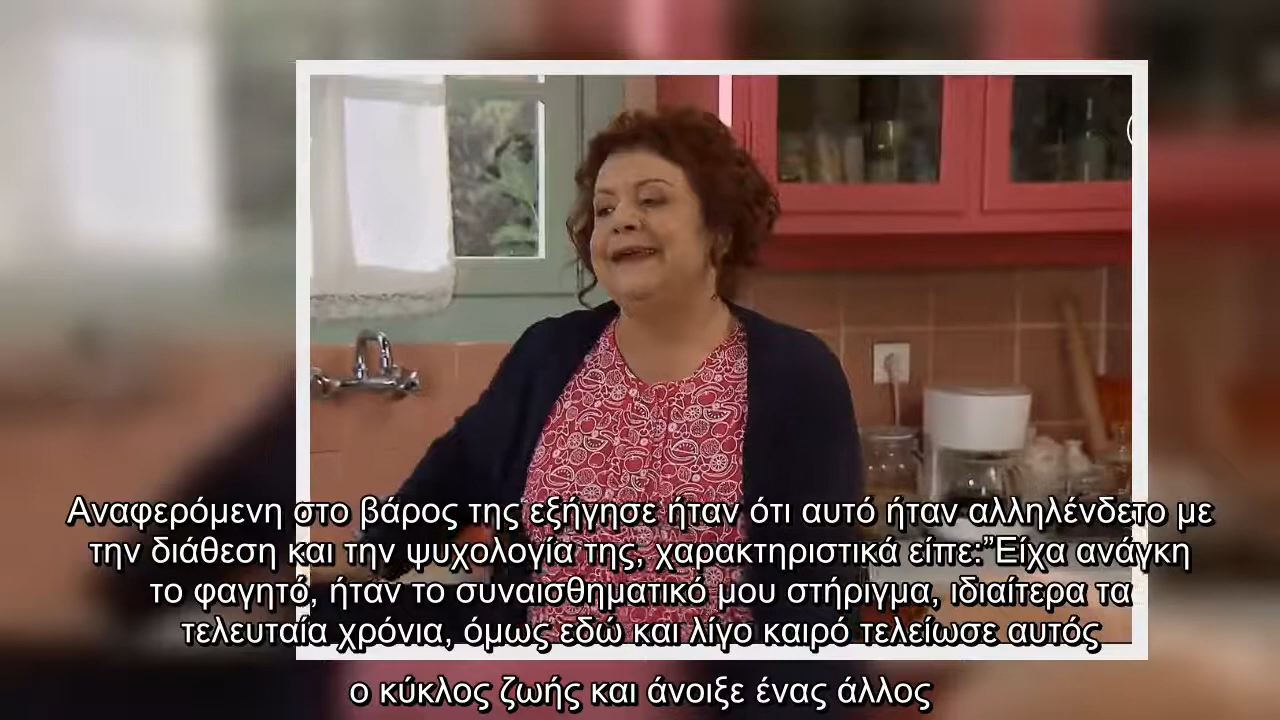 Αναφερόμενη στο βάρος της εξήγησε ήταν ότι αυτό ήταν αλληλένδετο με
την διάθεση και την ψυχολογία της, χαρακτηριστικά είπε:”Είχα ανάγκη
το φαγητό, ήταν το συναισθηματικό μου στήριγμα, ιδιαίτερα τα
τελευταία χρόνια, όμως εδώ και λίγο καιρό τελείωσε αυτός
ο κύκλος ζωής και άνοιξε ένας άλλος